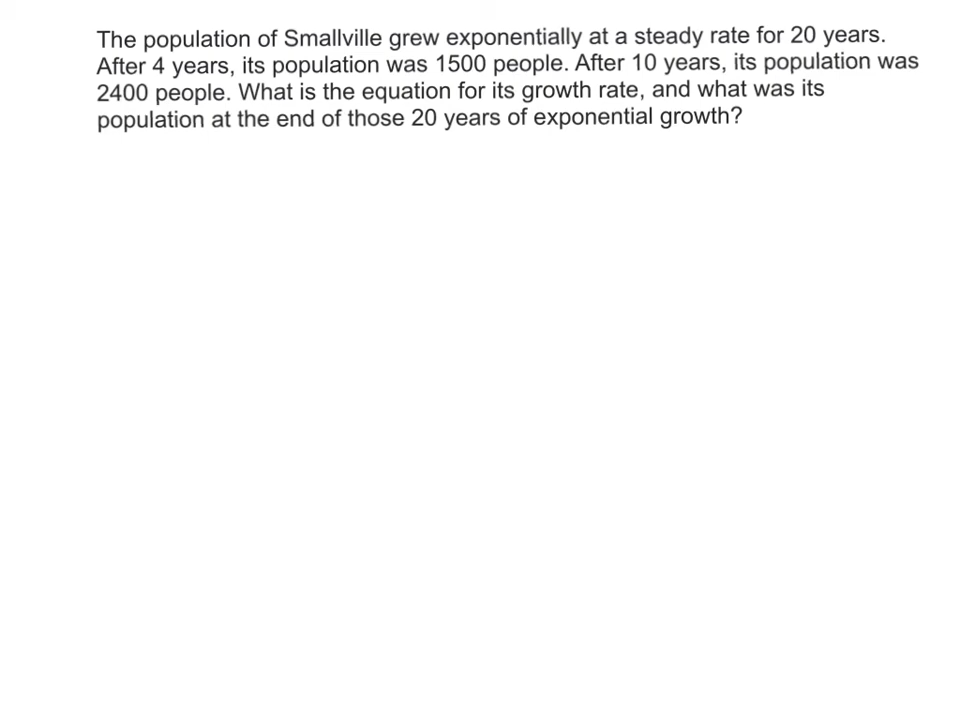 The population of Smallville grew exponentially at a steady rate for 20 years.
After 4 years, its population was 1500 people. After 10 years, its population was
2400 people. What is the equation for its growth rate, and what was its
population at the end of those 20 years of exponential growth?